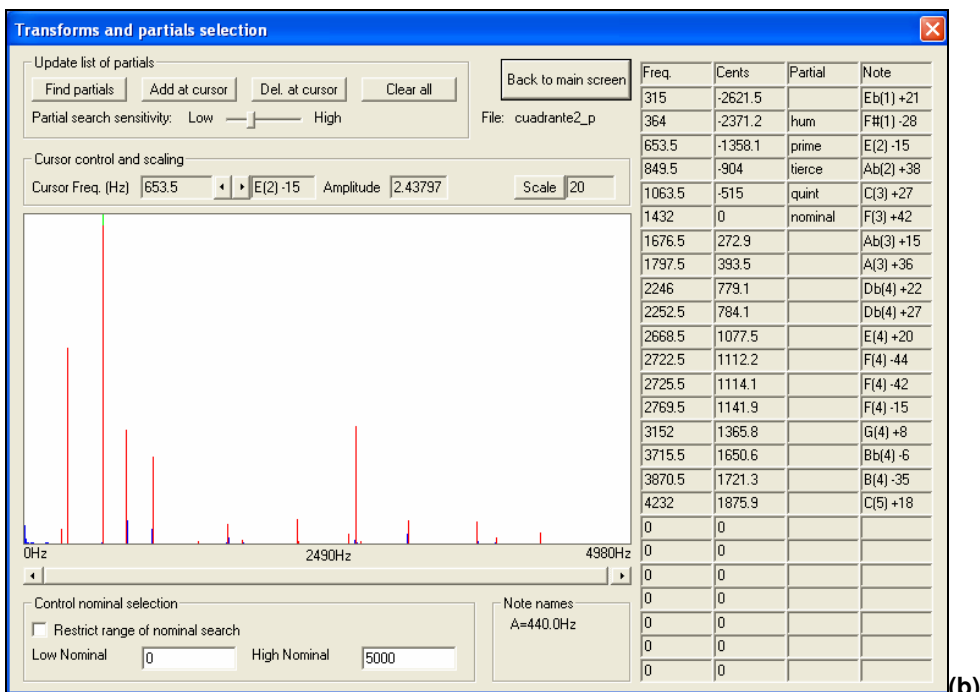 Transforms and partials selection
Update list of partials
Find partials Add at cursor Del. at cursor Clear all
Partial search sensitivity: Low High
Back to main screen
File: cuadrante2_p
Cursor control and scaling
Cursor Freq. (Hz) 653.5 E(2) -15 Amplitude 2.43797 Scale 20
0Hz 2490Hz 4980Hz
Control nominal selection
Restrict range of nominal search
Low Nominal 0 High Nominal 5000
Note names
A=440.0Hz
Freq. Cents Partial Note
315 -2621.5 Eb(1) +21
364 -2371.2 hum F#(1) -28
653.5 -1358.1 prime E(2) -15
849.5 -904 tierce Ab(2) +38
1063.5 -515 quint C(3) +27
1432 0 nominal F(3) +42
1676.5 272.9 Ab(3) +15
1797.5 393.5 A(3) +36
2246 779.1 Db(4) +22
2252.5 784.1 Db(4) +27
2668.5 1077.5 E(4) +20
2722.5 1112.2 F(4) -44
2725.5 1114.1 F(4) -42
2769.5 1141.9 F(4) -15
3152 1365.8 G(4) +8
3715.5 1650.6 Bb(4) -6
3870.5 1721.3 B(4) -35
4232 1875.9 C(5) +18
0 0
0 0
0 0
0 0
0 0
0 0
0 0
(b)